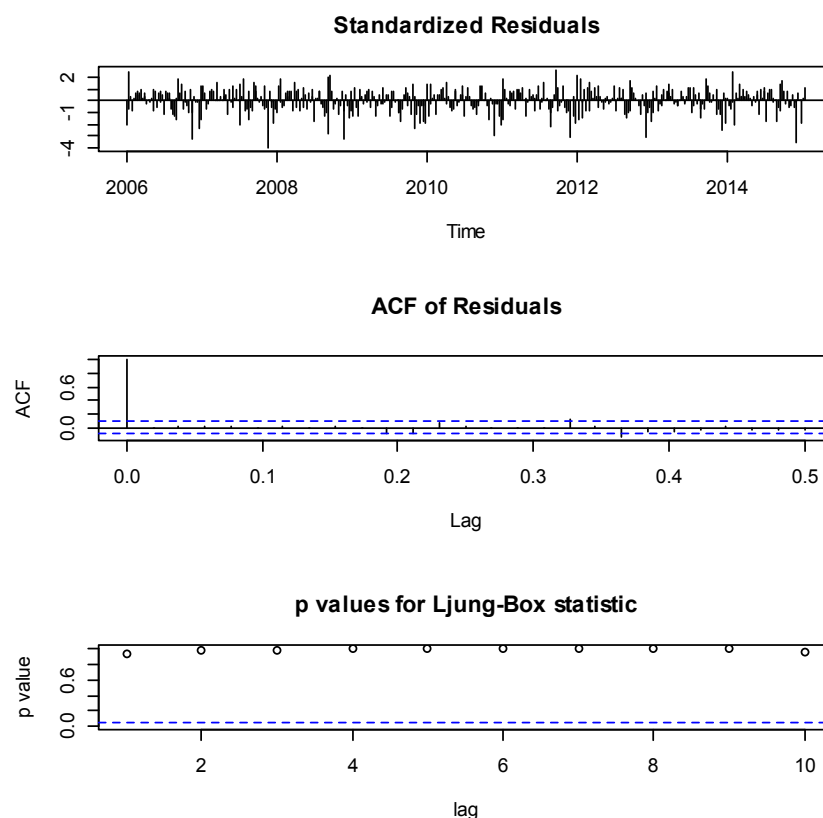 Standardized Residuals
2
-1
-4
2006 2008 2010 2012 2014
Time
ACF of Residuals
ACF
0.6
0.0
0.0 0.1 0.2 0.3 0.4 0.5
Lag
p values for Ljung-Box statistic
p value
0.6
0.0
2 4 6 8 10
lag